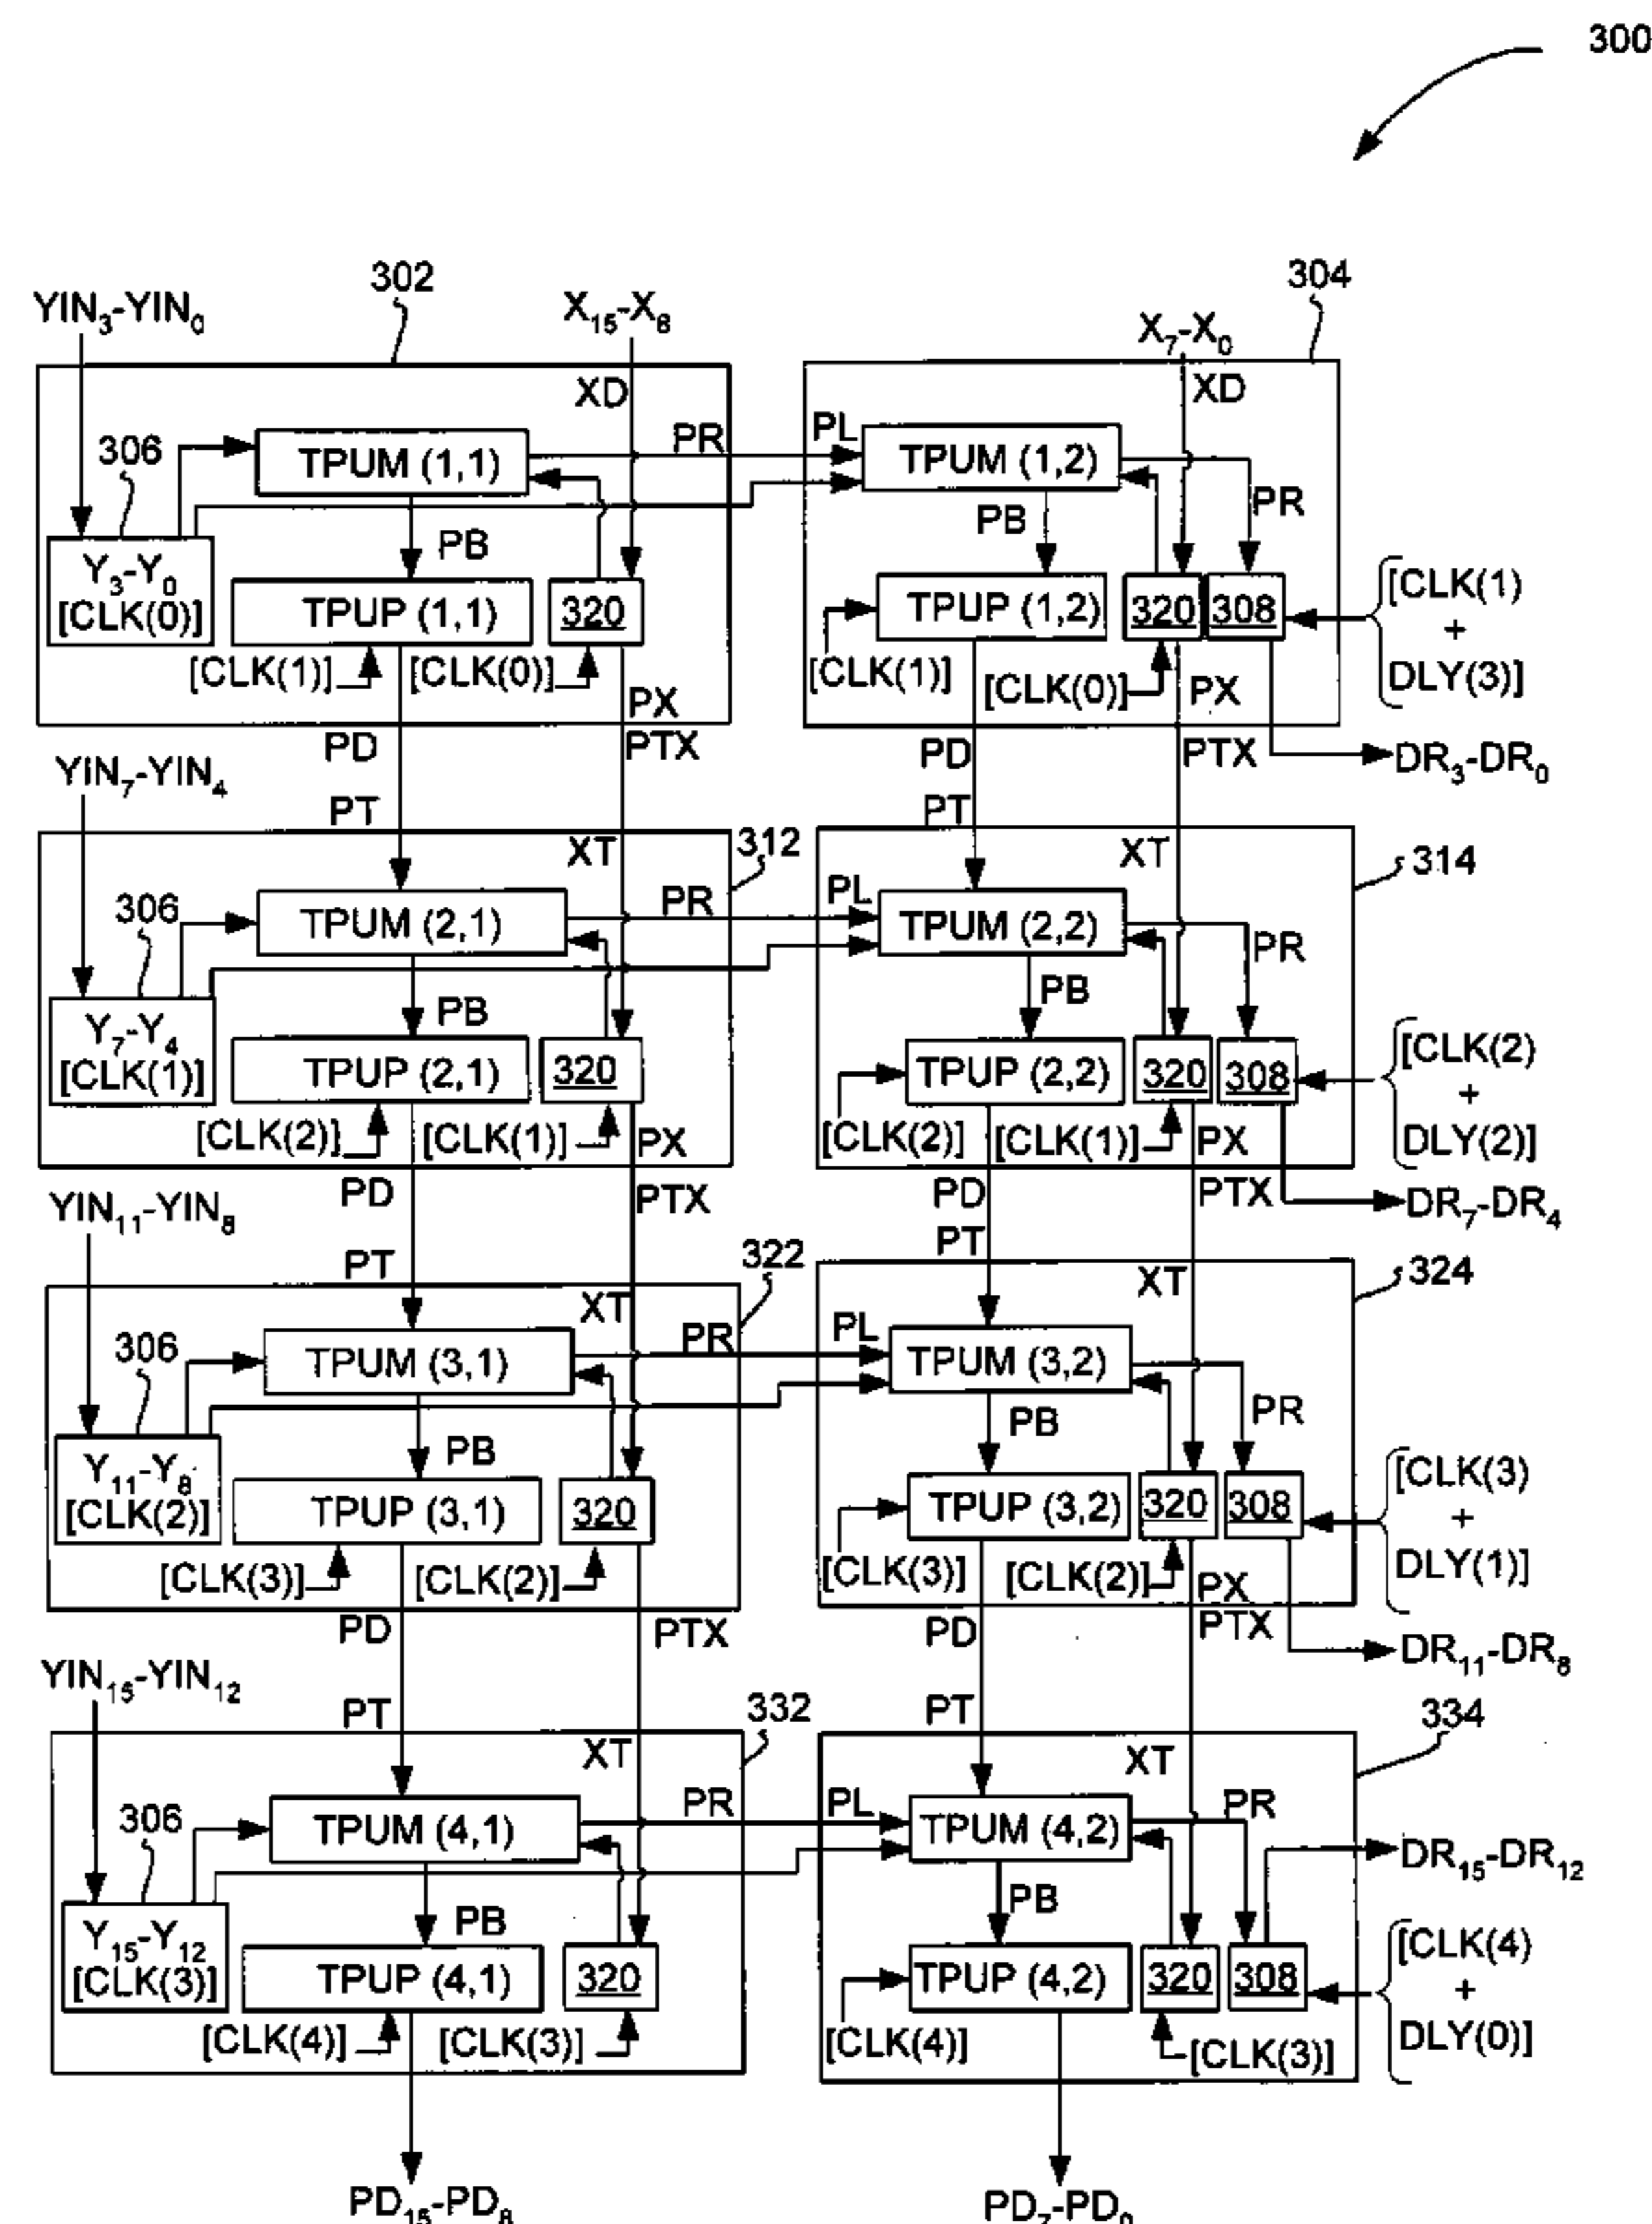 300
302
304
YIN₃-YIN₀
X₁₅-X₈
X₇-X₀
XD
XD
306
TPUM (1,1)
PR
PL
TPUM (1,2)
PR
PB
PB
Y₃-Y₀
[CLK(0)]
TPUP (1,1)
320
TPUP (1,2)
320
308
[CLK(1)
+
DLY(3)]
[CLK(1)]
[CLK(0)]
[CLK(1)]
[CLK(0)]
PX
PX
PD
PTX
PD
PTX
DR₃-DR₀
YIN₇-YIN₄
PT
PT
312
314
XT
XT
306
TPUM (2,1)
PR
PL
TPUM (2,2)
PR
PB
PB
Y₇-Y₄
[CLK(1)]
TPUP (2,1)
320
TPUP (2,2)
320
308
[CLK(2)
+
DLY(2)]
[CLK(2)]
[CLK(1)]
PX
[CLK(2)]
[CLK(1)]
PX
PD
PTX
PD
PTX
DR₇-DR₄
YIN₁₁-YIN₈
PT
PT
322
324
XT
XT
306
TPUM (3,1)
PR
PL
TPUM (3,2)
PR
PB
PB
Y₁₁-Y₈
[CLK(2)]
TPUP (3,1)
320
TPUP (3,2)
320
308
[CLK(3)
+
DLY(1)]
[CLK(3)]
[CLK(2)]
[CLK(3)]
[CLK(2)]
PX
PD
PTX
PD
PTX
DR₁₁-DR₈
YIN₁₅-YIN₁₂
PT
PT
332
334
XT
XT
306
TPUM (4,1)
PR
PL
TPUM (4,2)
PR
DR₁₅-DR₁₂
PB
PB
Y₁₅-Y₁₂
[CLK(3)]
TPUP (4,1)
320
TPUP (4,2)
320
308
[CLK(4)
+
DLY(0)]
[CLK(4)]
[CLK(3)]
[CLK(4)]
[CLK(3)]
PD₁₅-PD₈
PD₇-PD₀